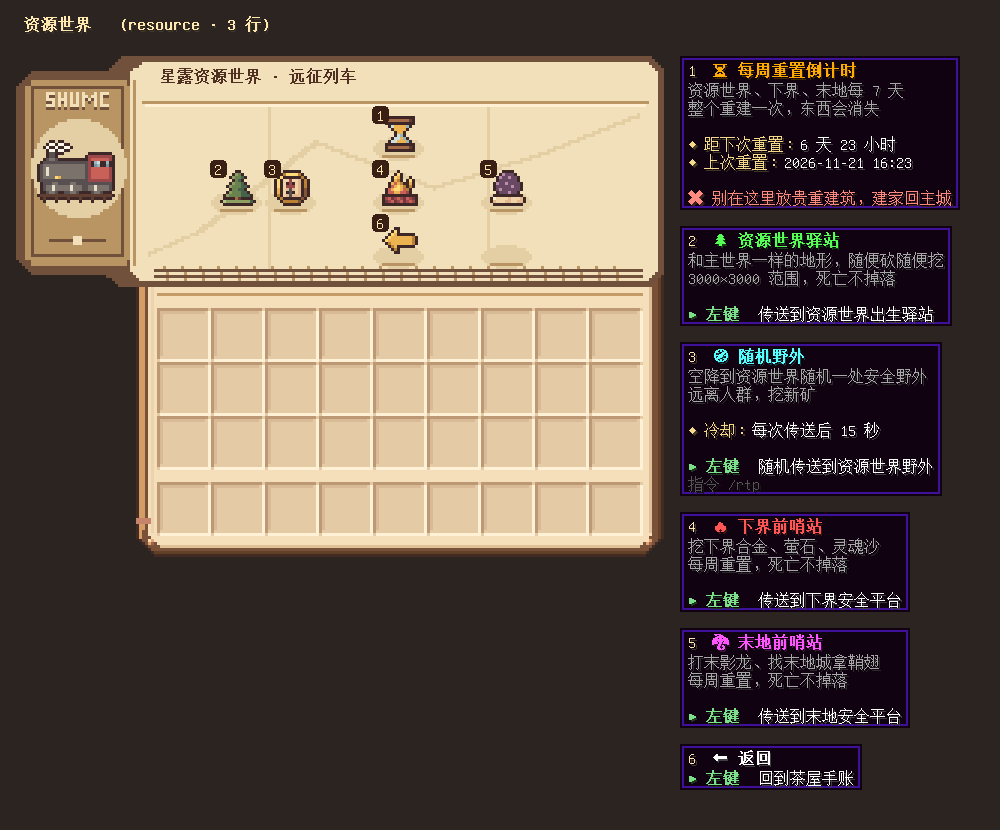 资源世界 (resource · 3 行)
SHUMC
星露资源世界 · 远征列车
1
2
3
4
5
6
1 每周重置倒计时
资源世界、下界、末地每 7 天
整个重建一次，东西会消失
距下次重置：6 天 23 小时
上次重置：2026-11-21 16:23
别在这里放贵重建筑，建家回主城
2 资源世界驿站
和主世界一样的地形，随便砍随便挖
3000×3000 范围，死亡不掉落
左键 传送到资源世界出生驿站
3 随机野外
空降到资源世界随机一处安全野外
远离人群，挖新矿
冷却：每次传送后 15 秒
左键 随机传送到资源世界野外
指令 /rtp
4 下界前哨站
挖下界合金、萤石、灵魂沙
每周重置，死亡不掉落
左键 传送到下界安全平台
5 末地前哨站
打末影龙、找末地城拿鞘翅
每周重置，死亡不掉落
左键 传送到末地安全平台
6 返回
左键 回到茶屋手账